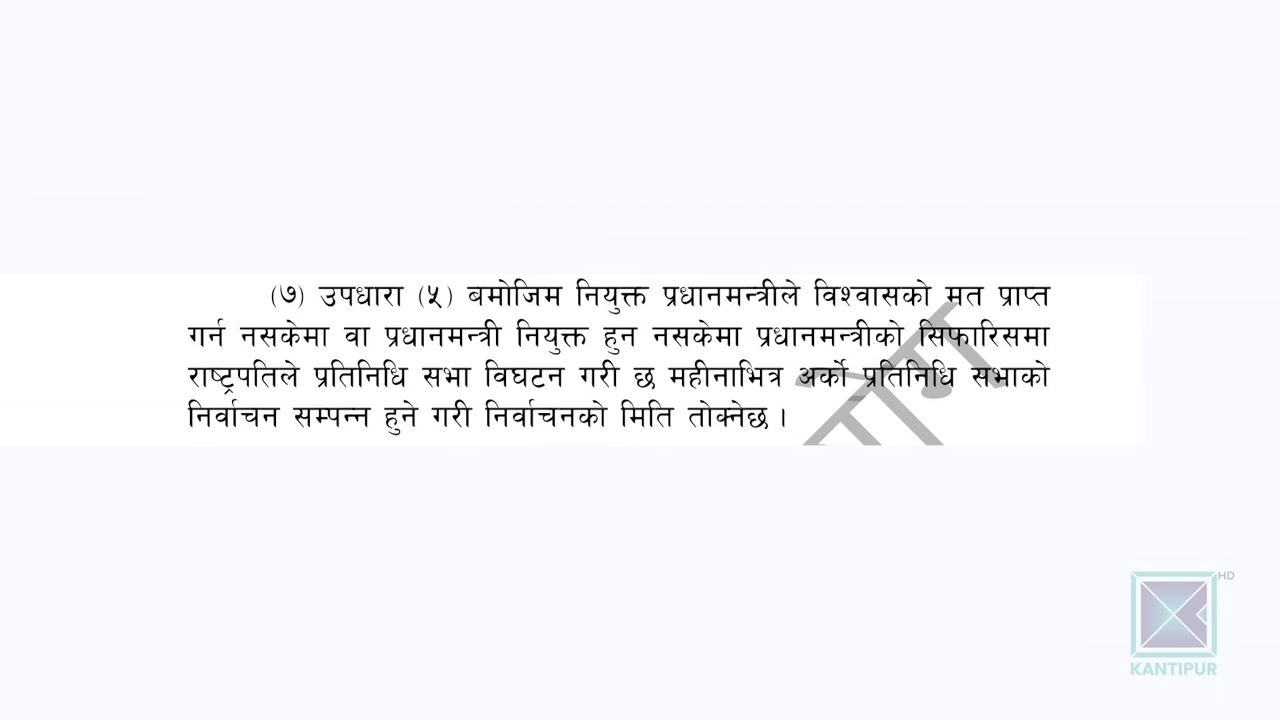 (७) उपधारा (५) बमोजिम नियुक्त प्रधानमन्त्रीले विश्वासको मत प्राप्त
गर्न नसकेमा वा प्रधानमन्त्री नियुक्त हुन नसकेमा प्रधानमन्त्रीको सिफारिसमा
राष्ट्रपतिले प्रतिनिधि सभा विघटन गरी छ महीनाभित्र अर्को प्रतिनिधि सभाको
निर्वाचन सम्पन्न हुने गरी निर्वाचनको मिति तोक्नेछ ।
HD
KANTIPUR